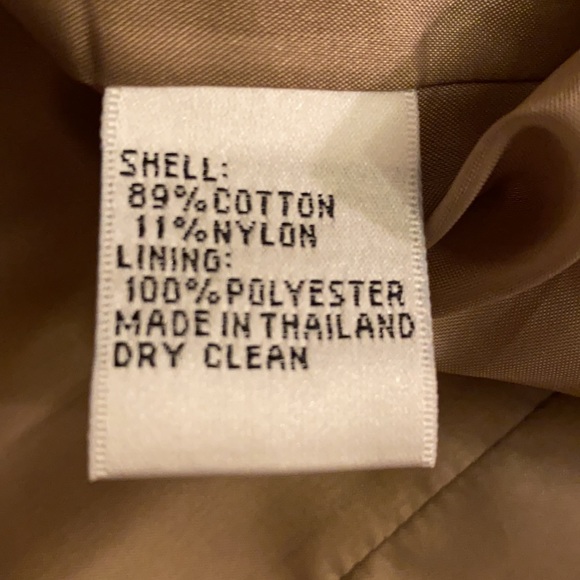 SHELL:
89% COTTON
11% NYLON
LINING:
100% POLYESTER
MADE IN THAILAND
DRY CLEAN